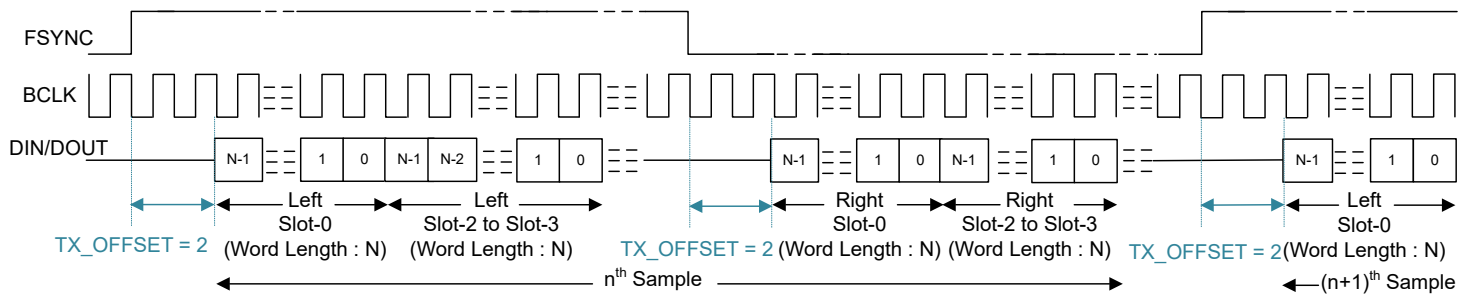 FSYNC
BCLK
DIN/DOUT
N-1 1 0 N-1 N-2 1 0 N-1 1 0 N-1 1 0 N-1 1 0
Left Left Right Right Left
Slot-0 Slot-2 to Slot-3 Slot-0 Slot-2 to Slot-3 Slot-0
TX_OFFSET = 2 (Word Length : N) (Word Length : N) TX_OFFSET = 2 (Word Length : N) (Word Length : N) TX_OFFSET = 2 (Word Length : N)
nth Sample (n+1)th Sample